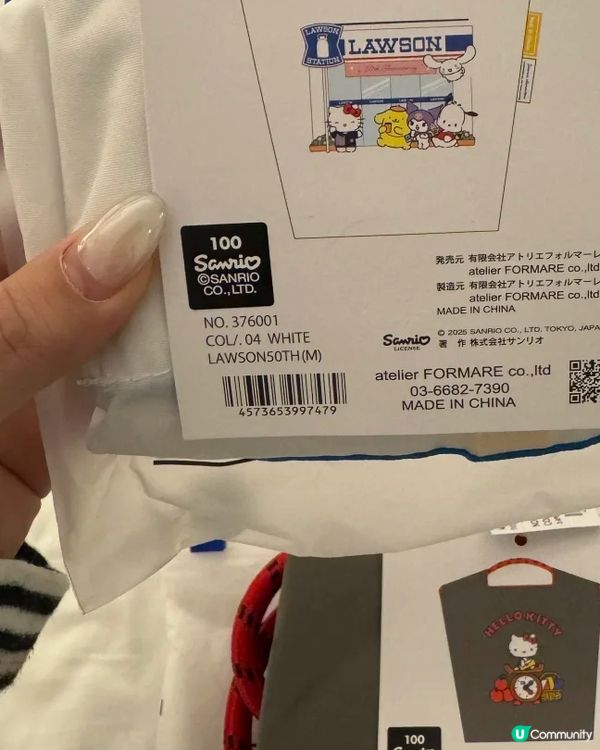 LAWSON
STATION
LAWSON
100
Sanrio
©SANRIO
CO., LTD.
NO. 376001
COL/. 04 WHITE
LAWSON50TH(M)
4573653997479
発売元 有限会社アトリエフォルマーレ
atelier FORMARE co.,ltd
製造元 有限会社アトリエフォルマーレ
atelier FORMARE co.,ltd
MADE IN CHINA
Sanrio
LICENSE
© 2025 SANRIO CO., LTD. TOKYO, JAPA
著 作 株式会社サンリオ
atelier FORMARE co.,ltd
03-6682-7390
MADE IN CHINA
HELLO KITTY
100
U Community